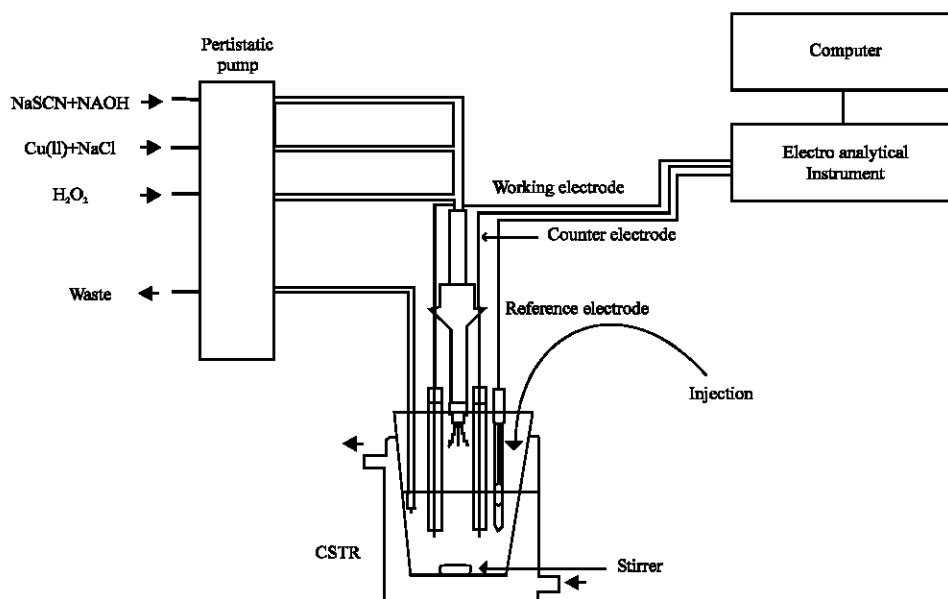 Pertistatic
pump
NaSCN+NAOH
Cu(ll)+NaCl
H₂O₂
Waste
Computer
Electro analytical
Instrument
Working electrode
Counter electrode
Reference electrode
Injection
CSTR
Stirrer